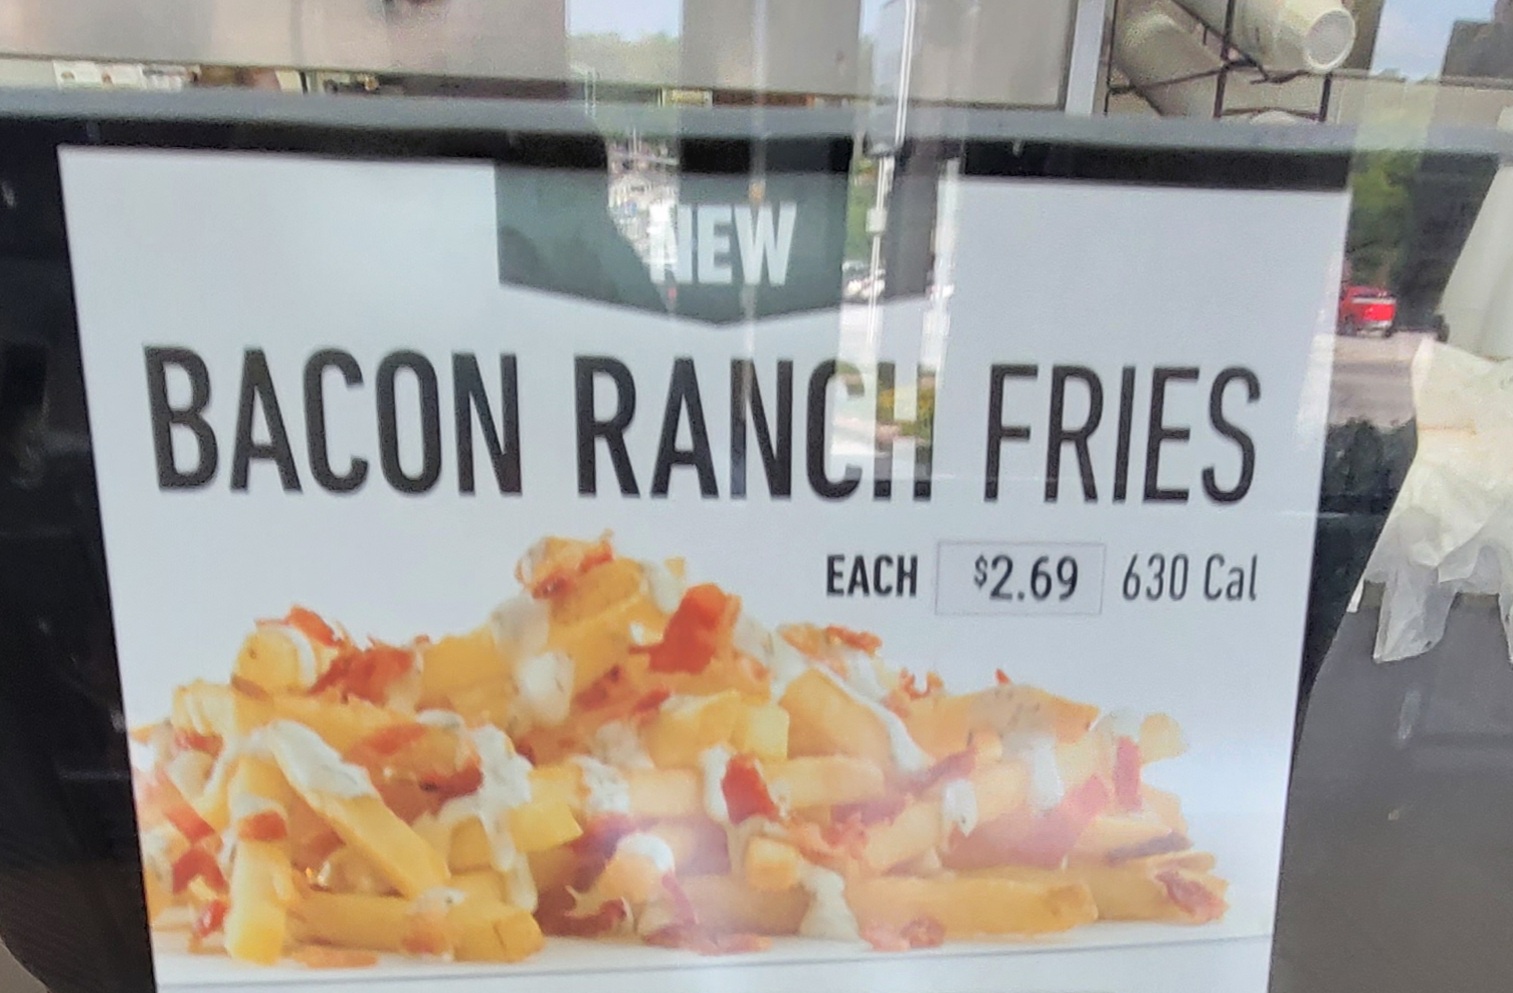 NEW
BACON RANCH FRIES
EACH $2.69 630 Cal